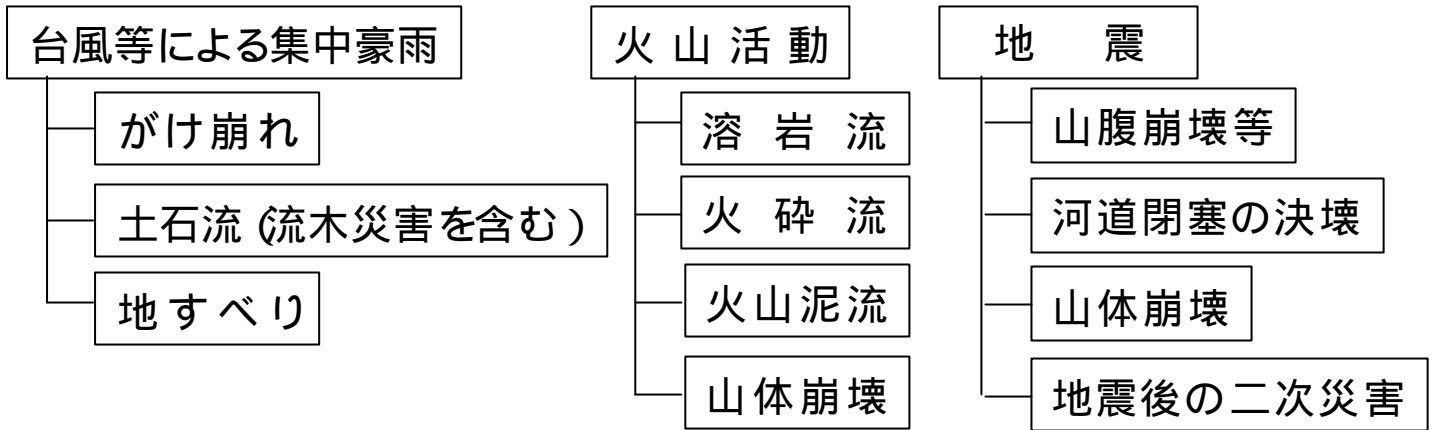 台風等による集中豪雨
がけ崩れ
土石流(流木災害を含む)
地すべり
火山活動
溶岩流
火砕流
火山泥流
山体崩壊
地震
山腹崩壊等
河道閉塞の決壊
山体崩壊
地震後の二次災害